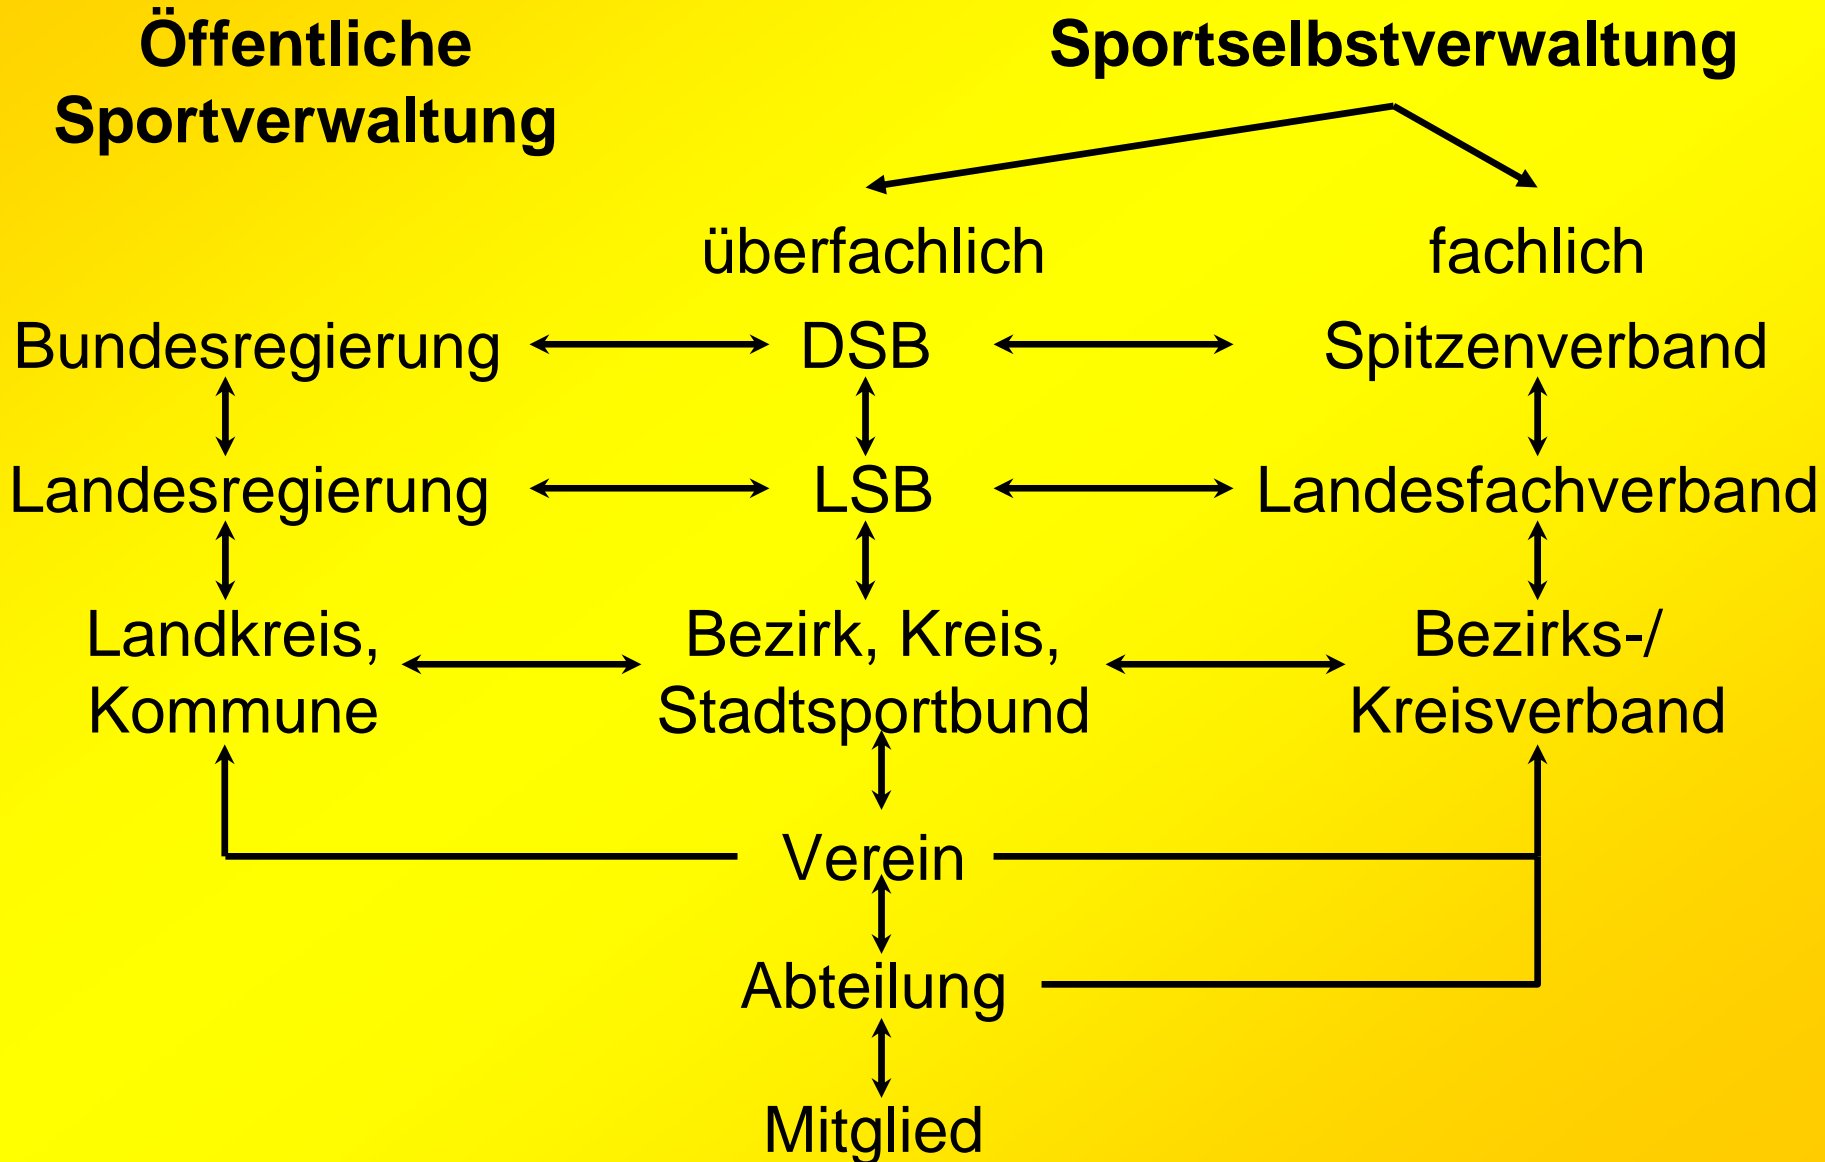 Öffentliche
Sportverwaltung
Sportselbstverwaltung
überfachlich
fachlich
Bundesregierung
DSB
Spitzenverband
Landesregierung
LSB
Landesfachverband
Landkreis,
Kommune
Bezirk, Kreis,
Stadtsportbund
Bezirks-/
Kreisverband
Verein
Abteilung
Mitglied